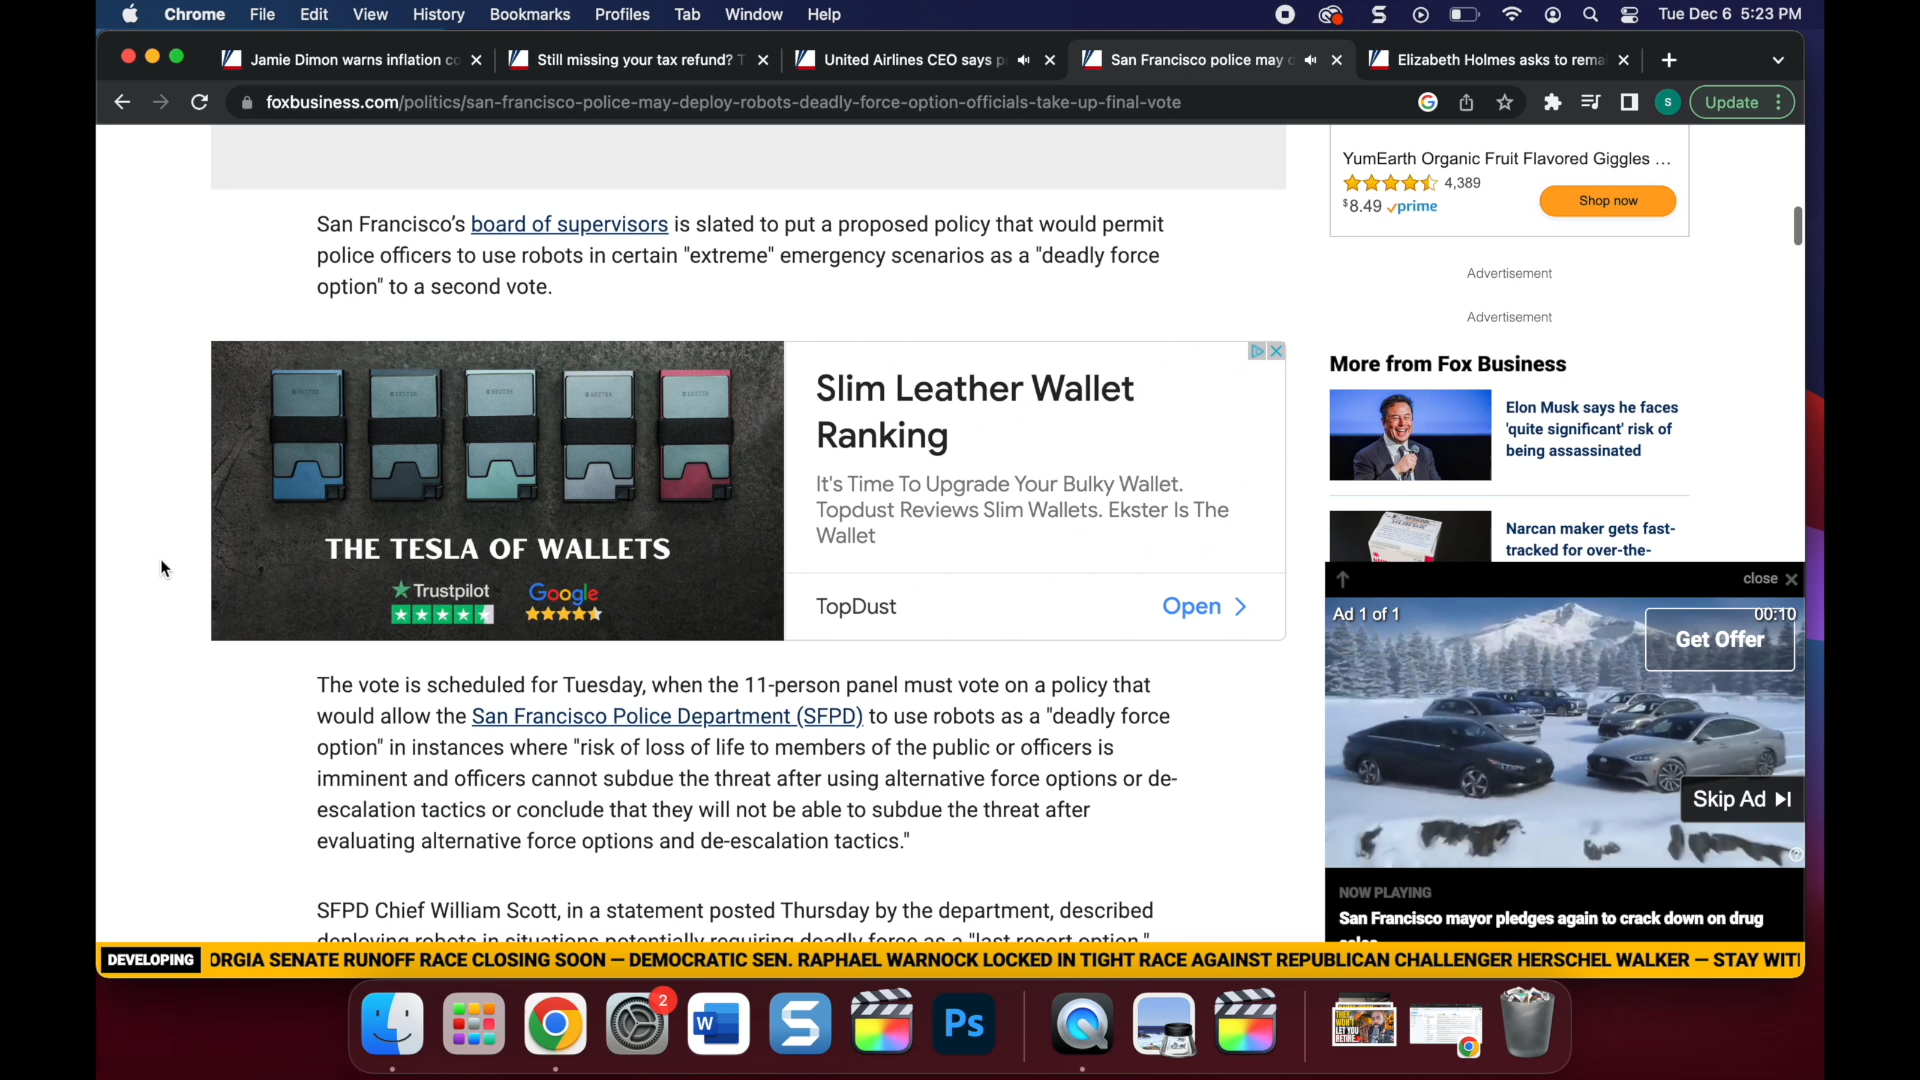 Chrome File Edit View History Bookmarks Profiles Tab Window Help
Tue Dec 6 5:23 PM
Jamie Dimon warns inflation co
Still missing your tax refund? T
United Airlines CEO says p
San Francisco police may d
Elizabeth Holmes asks to rema
foxbusiness.com/politics/san-francisco-police-may-deploy-robots-deadly-force-option-officials-take-up-final-vote
S
Update
San Francisco's board of supervisors is slated to put a proposed policy that would permit
police officers to use robots in certain "extreme" emergency scenarios as a "deadly force
option" to a second vote.
THE TESLA OF WALLETS
Trustpilot
Google
Slim Leather Wallet
Ranking
It's Time To Upgrade Your Bulky Wallet.
Topdust Reviews Slim Wallets. Ekster Is The
Wallet
TopDust
Open
The vote is scheduled for Tuesday, when the 11-person panel must vote on a policy that
would allow the San Francisco Police Department (SFPD) to use robots as a "deadly force
option" in instances where "risk of loss of life to members of the public or officers is
imminent and officers cannot subdue the threat after using alternative force options or de-
escalation tactics or conclude that they will not be able to subdue the threat after
evaluating alternative force options and de-escalation tactics."
SFPD Chief William Scott, in a statement posted Thursday by the department, described
deploying robots in situations potentially requiring deadly force as a "last resort option."
YumEarth Organic Fruit Flavored Giggles ...
4,389
$8.49 prime
Shop now
Advertisement
Advertisement
More from Fox Business
Elon Musk says he faces
'quite significant' risk of
being assassinated
Narcan maker gets fast-
tracked for over-the-
close
Ad 1 of 1
00:10
Get Offer
Skip Ad
NOW PLAYING
San Francisco mayor pledges again to crack down on drug
sales
DEVELOPING
ORGIA SENATE RUNOFF RACE CLOSING SOON — DEMOCRATIC SEN. RAPHAEL WARNOCK LOCKED IN TIGHT RACE AGAINST REPUBLICAN CHALLENGER HERSCHEL WALKER — STAY WITH
2
W
S
Ps
THEY WON'T
LET YOU
RETIRE